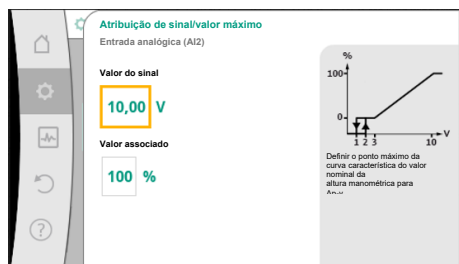 Atribuição de sinal/valor máximo
Entrada analógica (AI2)
Valor do sinal
10,00 V
Valor associado
100 %
%
100
0
1 2 3 10 V
Definir o ponto máximo da
curva característica do valor
nominal da
altura manométrica para
?